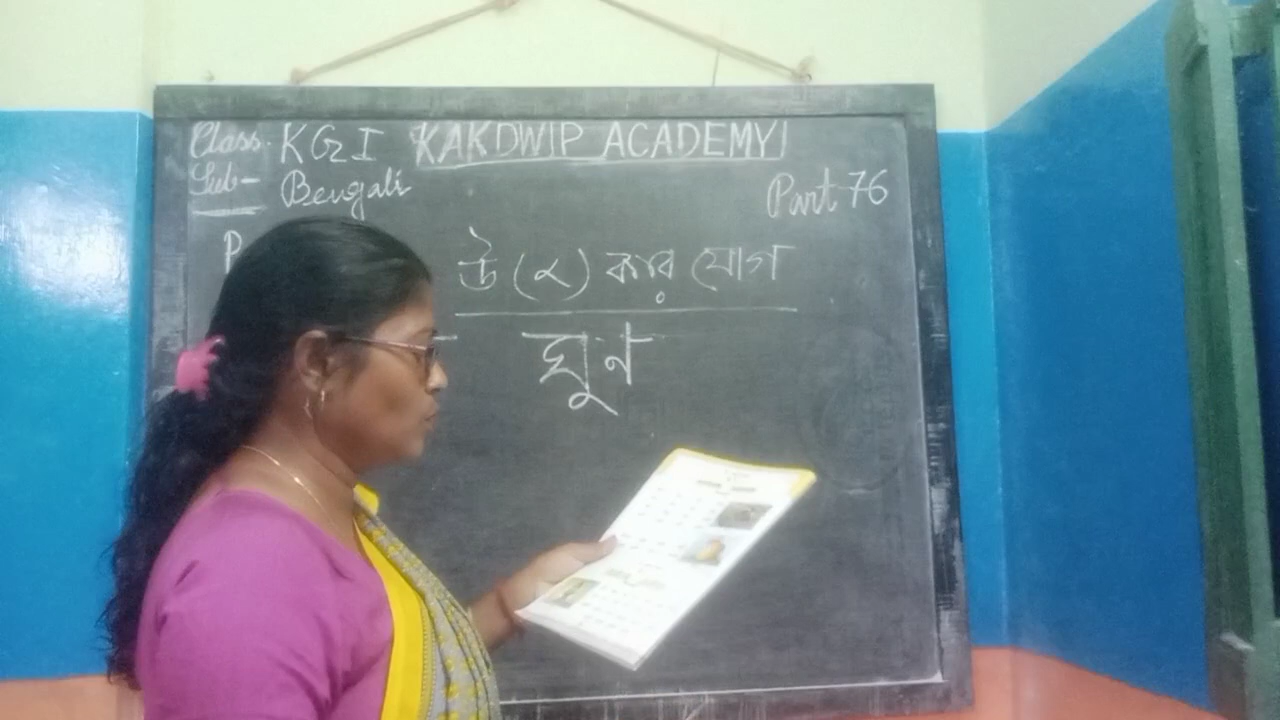 Class. KG I KAKDWIP ACADEMY
Sub- Bengali
Part-76
P
উ (ু) কার যোগ
ঘুণ